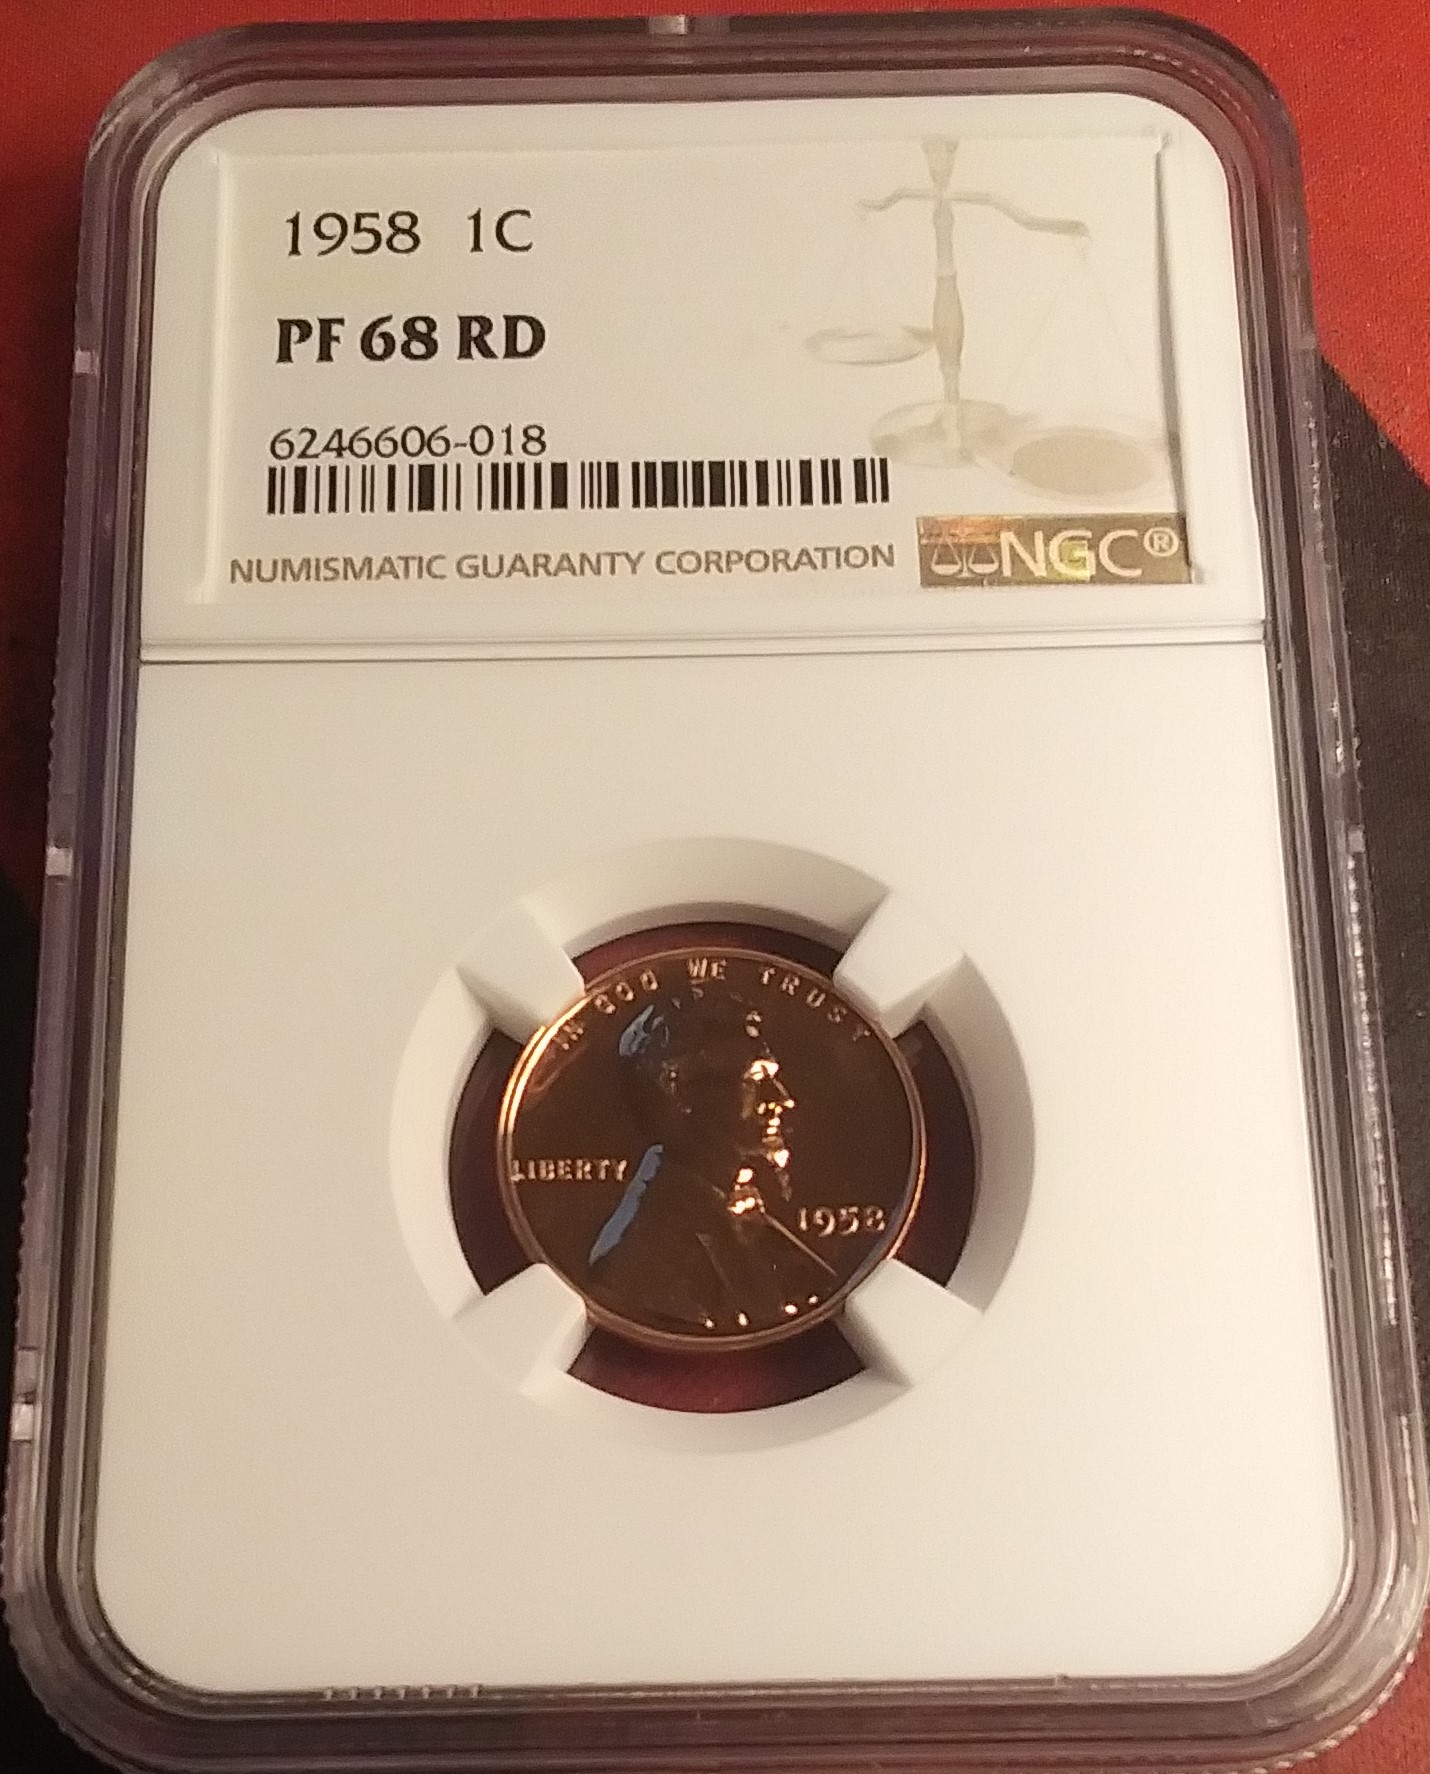 1958 1C
PF 68 RD
6246606-018
NUMISMATIC GUARANTY CORPORATION
NGC®
IN GOD WE TRUST
LIBERTY
1958